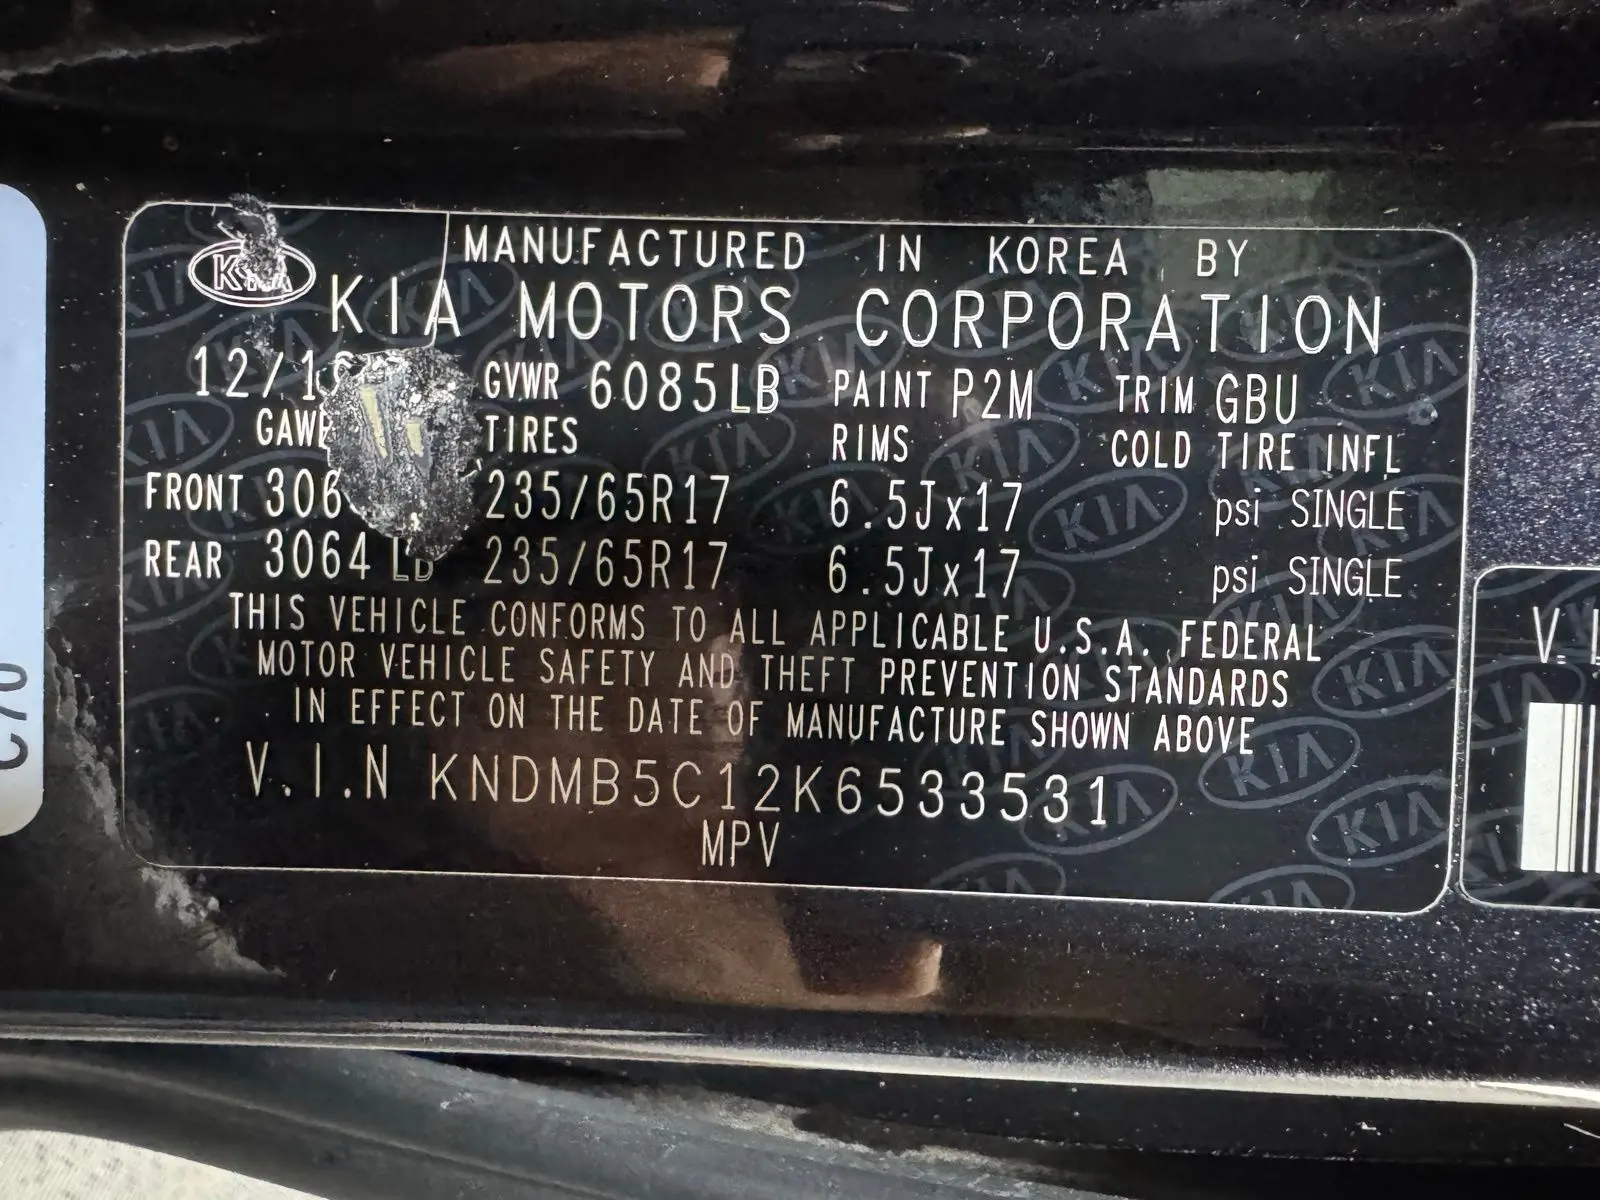 KIA
MANUFACTURED IN KOREA BY
KIA MOTORS CORPORATION
GVWR 6085LB PAINT P2M TRIM GBU
TIRES RIMS COLD TIRE INFL
FRONT 235/65R17 6.5Jx17 psi SINGLE
REAR 3064 LB 235/65R17 6.5Jx17 psi SINGLE
THIS VEHICLE CONFORMS TO ALL APPLICABLE U.S.A. FEDERAL
MOTOR VEHICLE SAFETY AND THEFT PREVENTION STANDARDS
IN EFFECT ON THE DATE OF MANUFACTURE SHOWN ABOVE
V.I.N KNDMB5C12K6533531
MPV